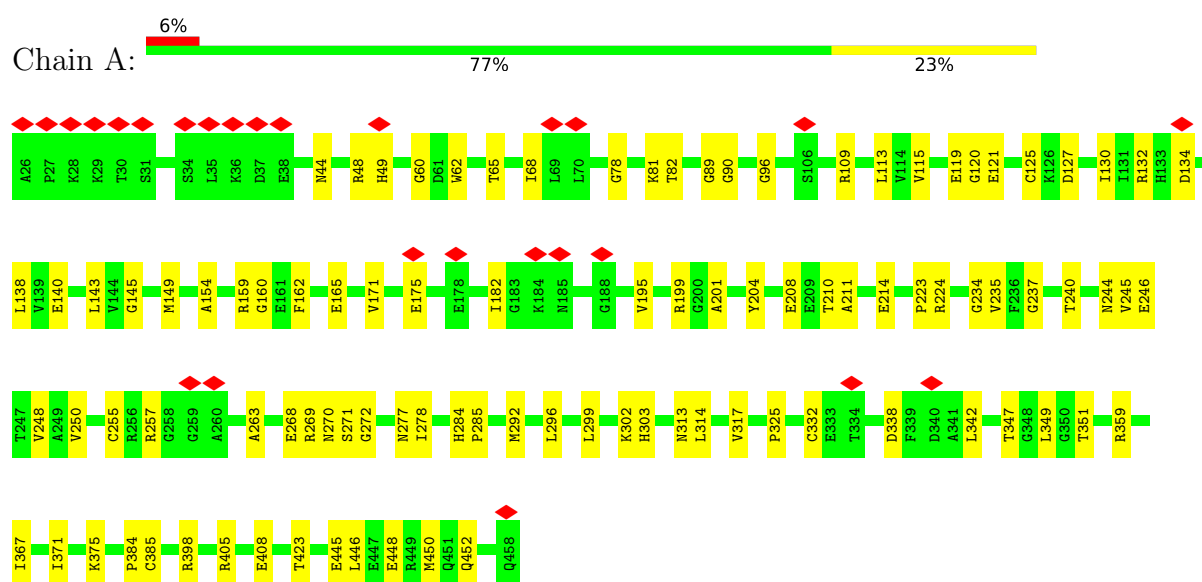 6%
Chain A:
77% 23%
A26 P27 K28 K29 T30 S31 S34 L35 K36 D37 E38 N44 R48 H49 G60 D61 W62 T65 I68 L69 L70 G78 K81 T82 G89 G90 G96 S106 R109 L113 V114 V115 E119 G120 E121 C125 K126 D127 I130 I131 R132 H133 D134
L138 V139 E140 L143 V144 G145 M149 A154 R159 G160 E161 F162 E165 V171 E175 E178 I182 G183 K184 N185 G188 V195 R199 G200 A201 Y204 E208 E209 T210 A211 E214 P223 R224 G234 V235 F236 G237 T240 N244 V245 E246
T247 V248 A249 V250 C255 R256 R257 G258 G259 A260 A263 E268 R269 N270 S271 G272 N277 I278 H284 P285 M292 L296 L299 K302 H303 N313 L314 V317 P325 C332 E333 T334 D338 F339 D340 A341 L342 T347 G348 L349 G350 T351 R359
I367 I371 K375 P384 C385 R398 R405 E408 T423 E445 L446 E447 E448 R449 M450 Q451 Q452 Q458